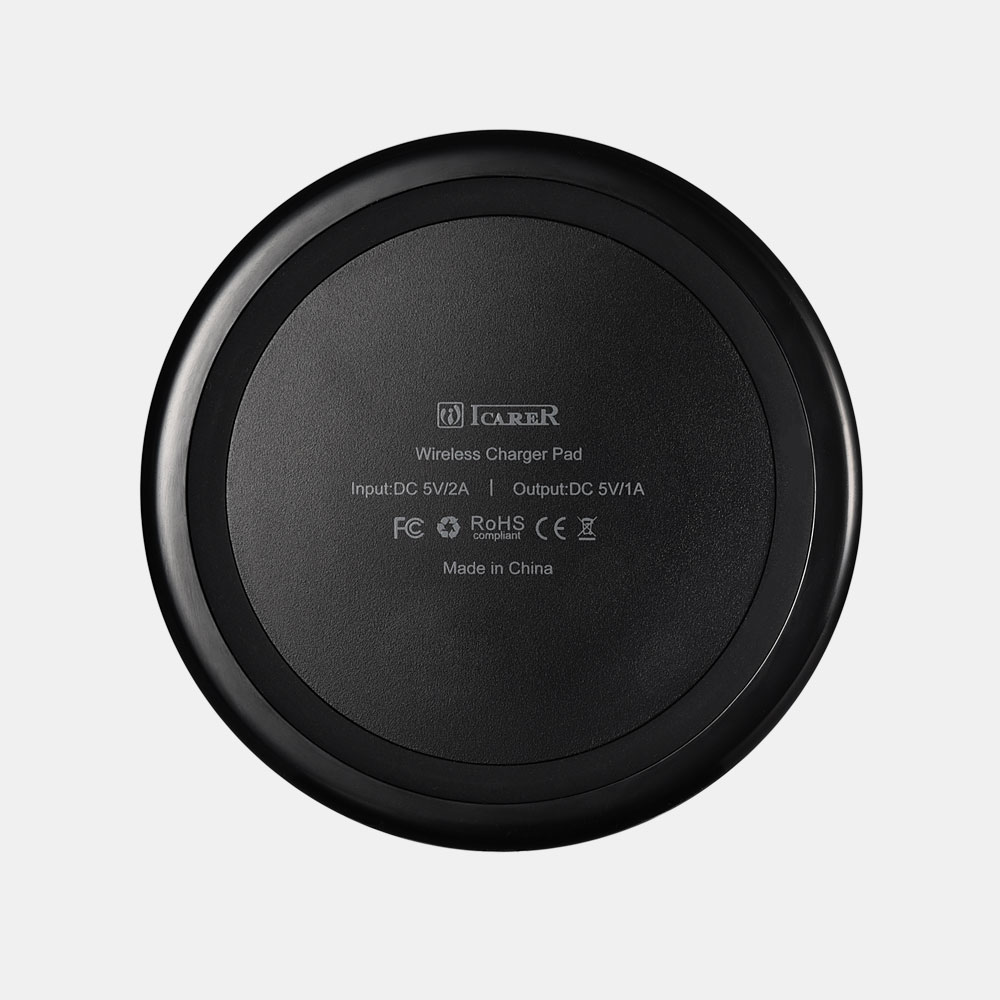 ICARER
Wireless Charger Pad
Input:DC 5V/2A | Output:DC 5V/1A
FC RoHS compliant CE
Made in China